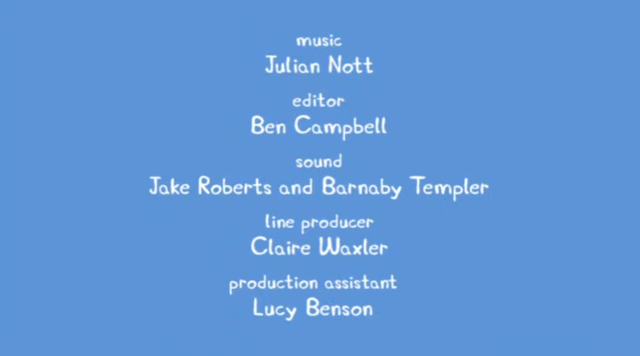 music
Julian Nott
editor
Ben Campbell
sound
Jake Roberts and Barnaby Templer
line producer
Claire Waxler
production assistant
Lucy Benson